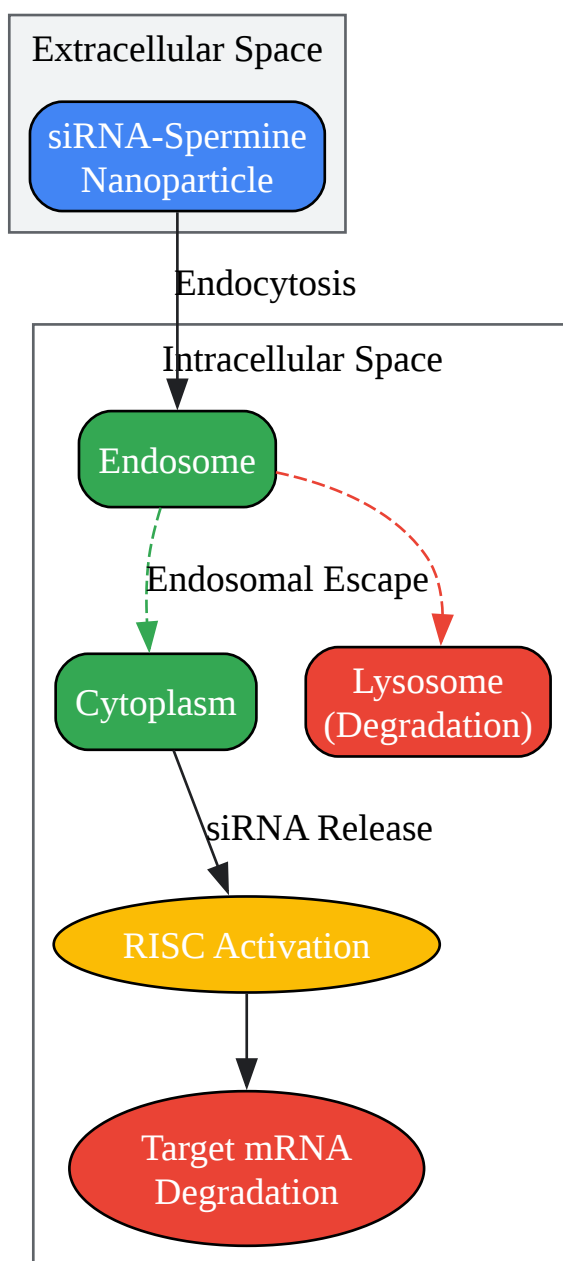 Extracellular Space
siRNA-Spermine
Nanoparticle
Endocytosis
Intracellular Space
Endosome
Endosomal Escape
Cytoplasm
Lysosome
(Degradation)
siRNA Release
RISC Activation
Target mRNA
Degradation